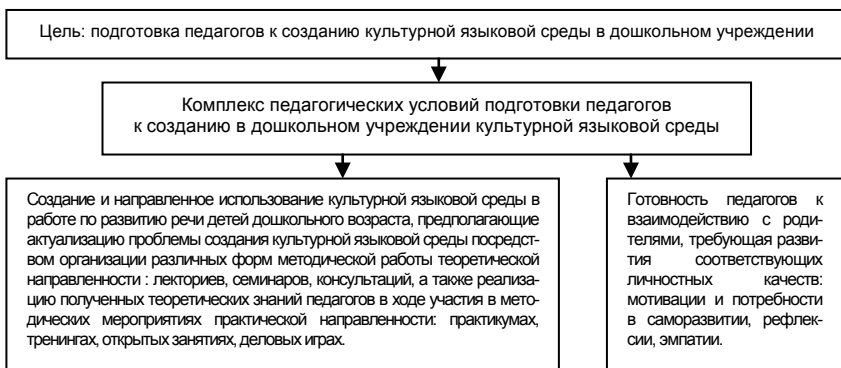 Цель: подготовка педагогов к созданию культурной языковой среды в дошкольном учреждении
Комплекс педагогических условий подготовки педагогов
к созданию в дошкольном учреждении культурной языковой среды
Создание и направленное использование культурной языковой среды в
работе по развитию речи детей дошкольного возраста, предполагающие
актуализацию проблемы создания культурной языковой среды посредст-
вом организации различных форм методической работы теоретической
направленности : лекториев, семинаров, консультаций, а также реализа-
цию полученных теоретических знаний педагогов в ходе участия в мето-
дических мероприятиях практической направленности: практикумах,
тренингах, открытых занятиях, деловых играх.
Готовность педагогов к
взаимодействию с роди-
телями, требующая разви-
тия соответствующих
личностных качеств:
мотивации и потребности
в саморазвитии, рефлек-
сии, эмпатии.